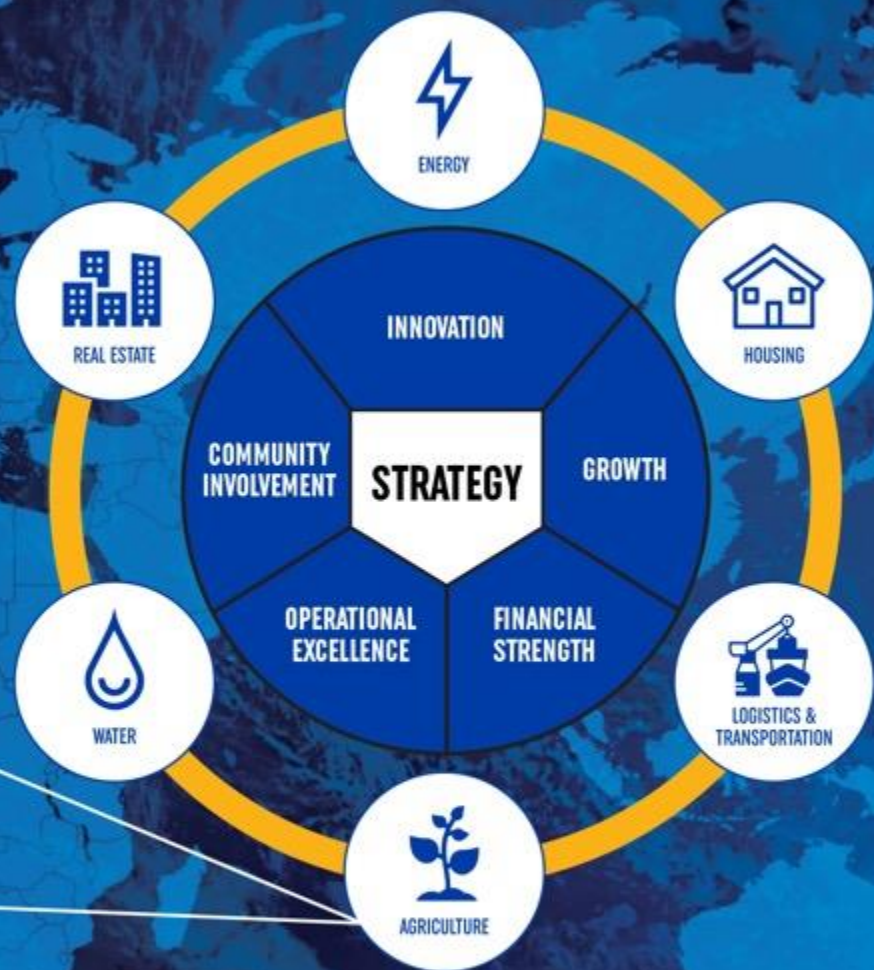 ENERGY
REAL ESTATE
HOUSING
INNOVATION
COMMUNITY
INVOLVEMENT
STRATEGY
GROWTH
OPERATIONAL
EXCELLENCE
FINANCIAL
STRENGTH
WATER
LOGISTICS &
TRANSPORTATION
AGRICULTURE